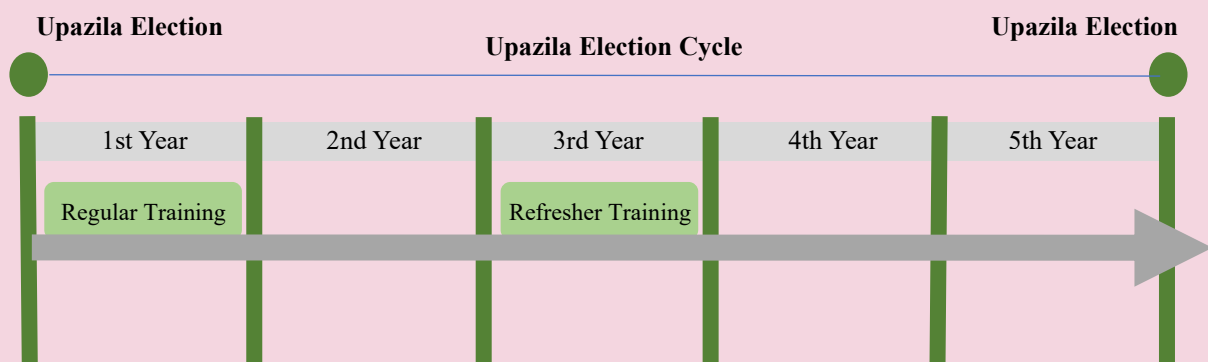 Upazila Election
Upazila Election Cycle
Upazila Election
1st Year
2nd Year
3rd Year
4th Year
5th Year
Regular Training
Refresher Training